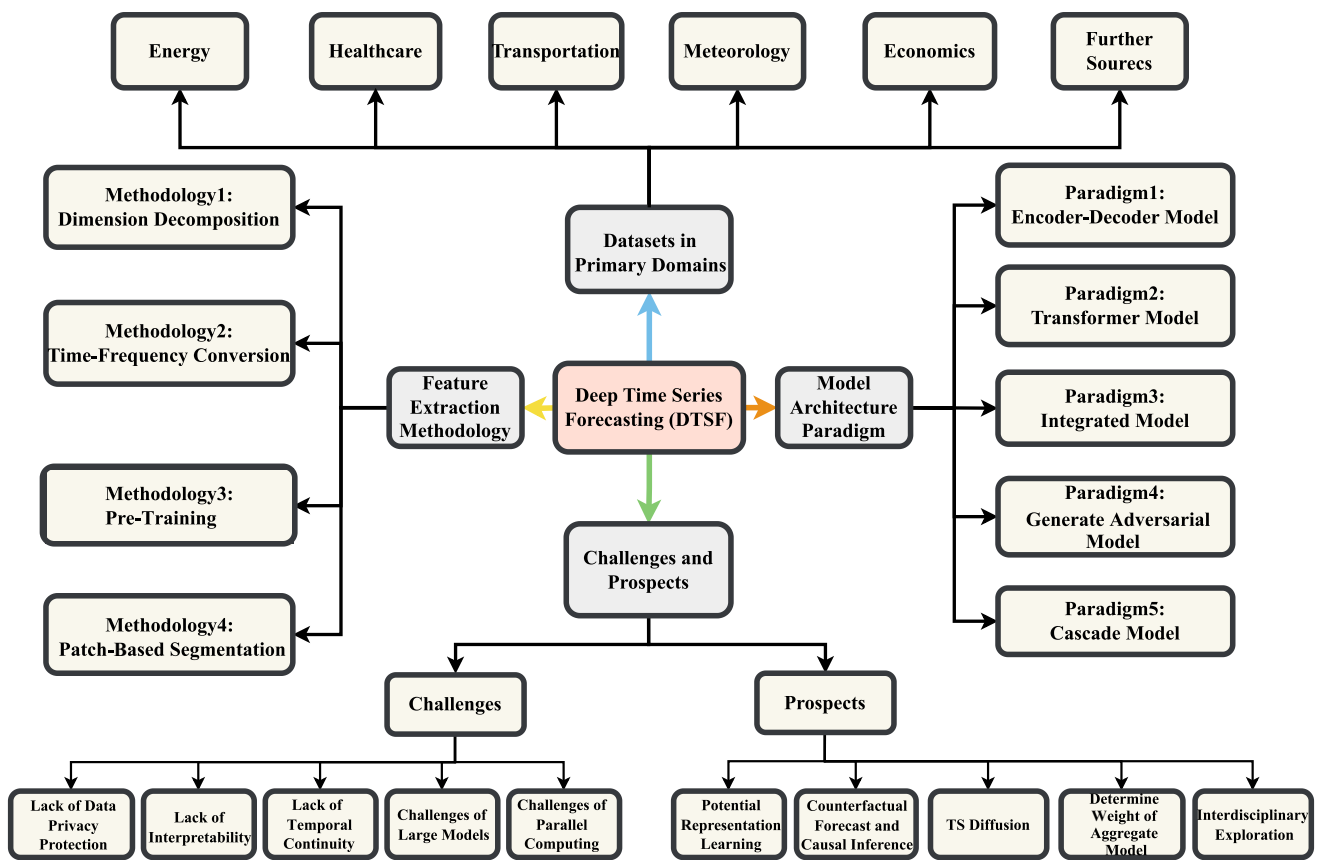 Energy
Healthcare
Transportation
Meteorology
Economics
Further
Sourecs
Methodology1:
Dimension Decomposition
Methodology2:
Time-Frequency Conversion
Methodology3:
Pre-Training
Methodology4:
Patch-Based Segmentation
Datasets in
Primary Domains
Feature
Extraction
Methodology
Deep Time Series
Forecasting (DTSF)
Model
Architecture
Paradigm
Challenges and
Prospects
Paradigm1:
Encoder-Decoder Model
Paradigm2:
Transformer Model
Paradigm3:
Integrated Model
Paradigm4:
Generate Adversarial
Model
Paradigm5:
Cascade Model
Challenges
Prospects
Lack of Data
Privacy
Protection
Lack of
Interpretability
Lack of
Temporal
Continuity
Challenges of
Large Models
Challenges of
Parallel
Computing
Potential
Representation
Learning
Counterfactual
Forecast and
Causal Inference
TS Diffusion
Determine
Weight of
Aggregate
Model
Interdisciplinary
Exploration